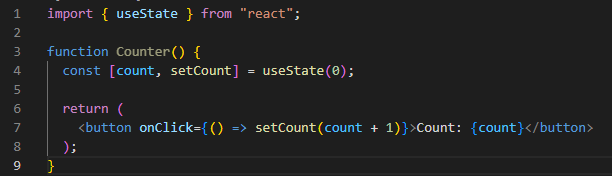 1 import { useState } from "react";
2
3 function Counter() {
4   const [count, setCount] = useState(0);
5
6   return (
7     <button onClick={() => setCount(count + 1)}>Count: {count}</button>
8   );
9 }